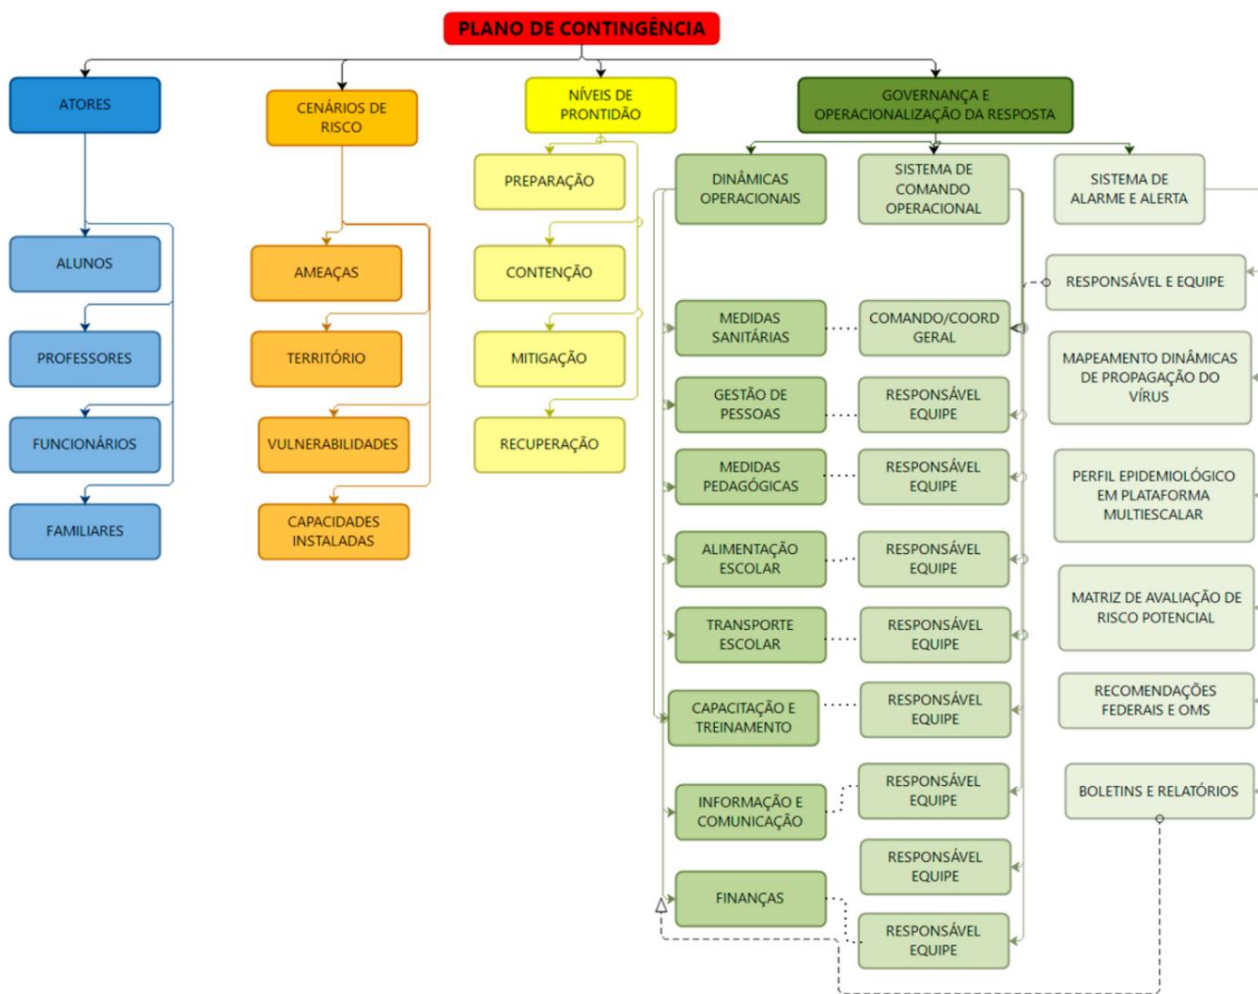 PLANO DE CONTINGÊNCIA
ATORES
CENÁRIOS DE
RISCO
NÍVEIS DE
PRONTIDÃO
GOVERNANÇA E
OPERACIONALIZAÇÃO DA RESPOSTA
ALUNOS
PROFESSORES
FUNCIONÁRIOS
FAMILIARES
AMEAÇAS
TERRITÓRIO
VULNERABILIDADES
CAPACIDADES
INSTALADAS
PREPARAÇÃO
CONTENÇÃO
MITIGAÇÃO
RECUPERAÇÃO
DINÂMICAS
OPERACIONAIS
MEDIDAS
SANITÁRIAS
GESTÃO DE
PESSOAS
MEDIDAS
PEDAGÓGICAS
ALIMENTAÇÃO
ESCOLAR
TRANSPORTE
ESCOLAR
CAPACITAÇÃO E
TREINAMENTO
INFORMAÇÃO E
COMUNICAÇÃO
FINANÇAS
SISTEMA DE
COMANDO
OPERACIONAL
COMANDO/COORD
GERAL
RESPONSÁVEL
EQUIPE
RESPONSÁVEL
EQUIPE
RESPONSÁVEL
EQUIPE
RESPONSÁVEL
EQUIPE
RESPONSÁVEL
EQUIPE
RESPONSÁVEL
EQUIPE
RESPONSÁVEL
EQUIPE
RESPONSÁVEL
EQUIPE
SISTEMA DE
ALARME E ALERTA
RESPONSÁVEL E EQUIPE
MAPEAMENTO DINÂMICAS
DE PROPAGAÇÃO DO
VÍRUS
PERFIL EPIDEMIOLÓGICO
EM PLATAFORMA
MULTIESCALAR
MATRIZ DE AVALIAÇÃO DE
RISCO POTENCIAL
RECOMENDAÇÕES
FEDERAIS E OMS
BOLETINS E RELATÓRIOS